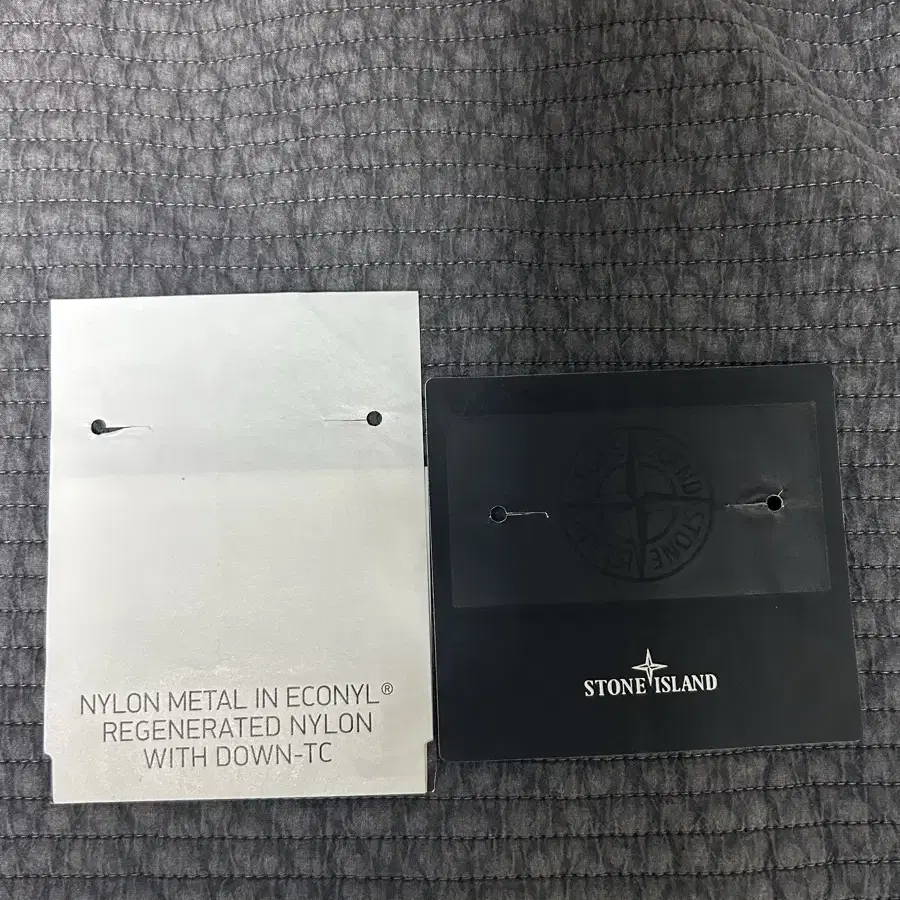 NYLON METAL IN ECONYL®
REGENERATED NYLON
WITH DOWN-TC
STONE ISLAND
STONE ISLAND